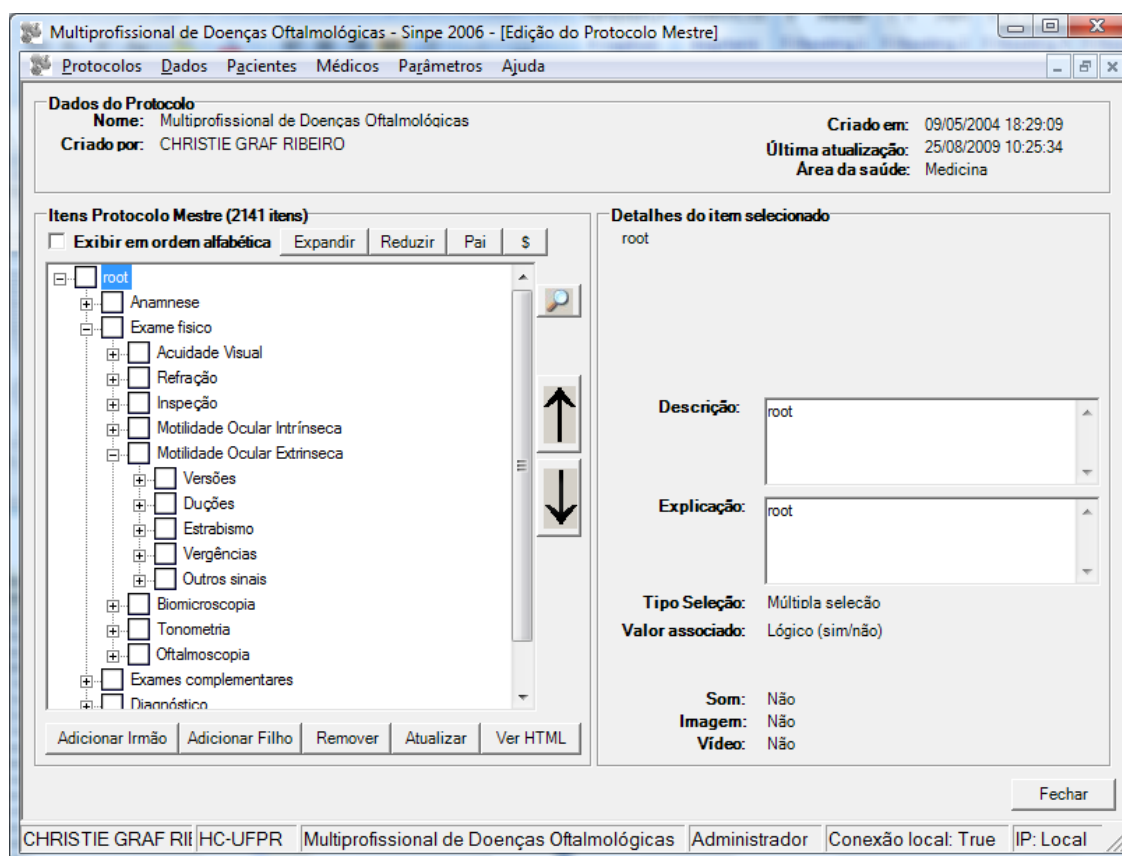 Multiprofissional de Doenças Oftalmológicas - Sinpe 2006 - [Edição do Protocolo Mestre]
Protocolos Dados Pacientes Médicos Parâmetros Ajuda
Dados do Protocolo
Nome: Multiprofissional de Doenças Oftalmológicas
Criado por: CHRISTIE GRAF RIBEIRO
Criado em: 09/05/2004 18:29:09
Última atualização: 25/08/2009 10:25:34
Área da saúde: Medicina
Itens Protocolo Mestre (2141 itens)
Exibir em ordem alfabética Expandir Reduzir Pai $
root
Anamnese
Exame fisico
Acuidade Visual
Refração
Inspeção
Motilidade Ocular Intrínseca
Motilidade Ocular Extrinseca
Versões
Duções
Estrabismo
Vergências
Outros sinais
Biomicroscopia
Tonometria
Oftalmoscopia
Exames complementares
Diagnóstico
Adicionar Irmão Adicionar Filho Remover Atualizar Ver HTML
Detalhes do item selecionado
root
Descrição: root
Explicação: root
Tipo Seleção: Múltipla seleção
Valor associado: Lógico (sim/não)
Som: Não
Imagem: Não
Vídeo: Não
Fechar
CHRISTIE GRAF RIE HC-UFPR Multiprofissional de Doenças Oftalmológicas Administrador Conexão local: True IP: Local